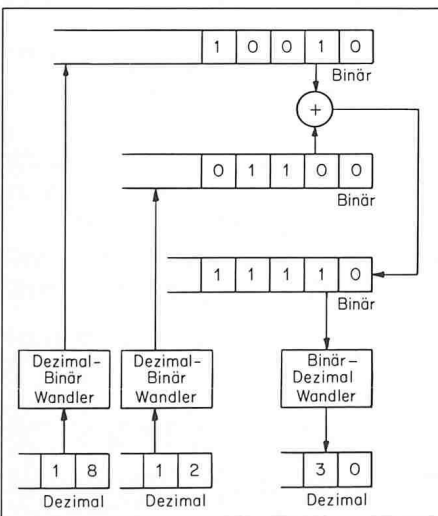 1 0 0 1 0
Binär
+
0 1 1 0 0
Binär
1 1 1 1 0
Binär
Dezimal-
Binär
Wandler
Dezimal-
Binär
Wandler
Binär-
Dezimal
Wandler
1 8
1 2
3 0
Dezimal
Dezimal
Dezimal